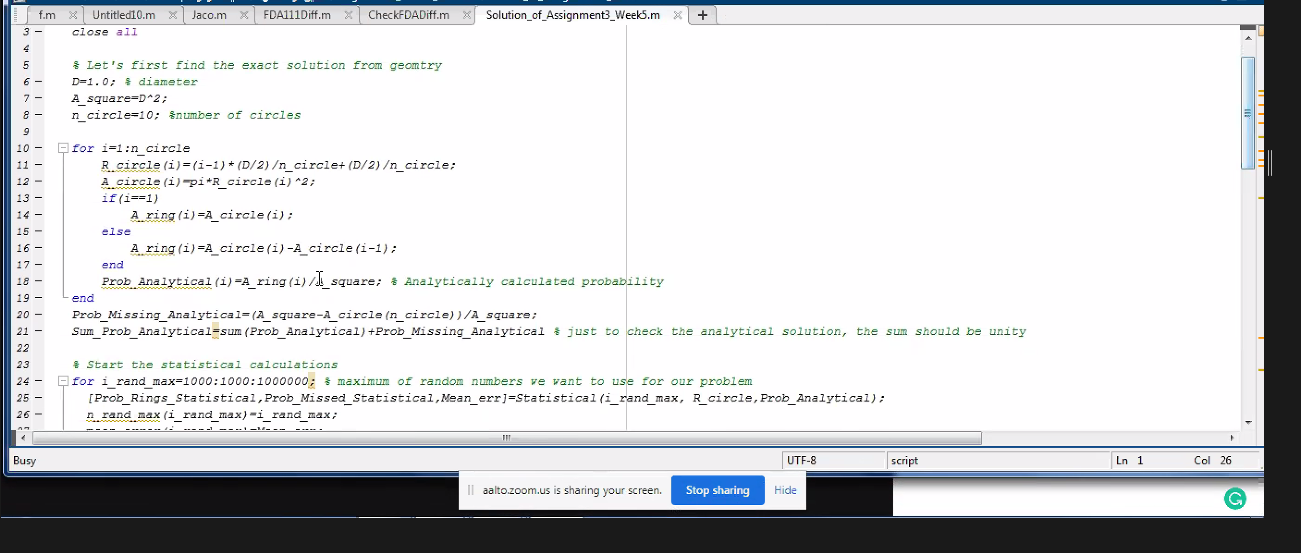 f.m Untitled10.m Jaco.m FDA111Diff.m CheckFDADiff.m Solution_of_Assignment3_Week5.m
3 close all
4
5 % Let's first find the exact solution from geomtry
6 D=1.0; % diameter
7 A_square=D^2;
8 n_circle=10; %number of circles
9
10 for i=1:n_circle
11 R_circle(i)=(i-1)*(D/2)/n_circle+(D/2)/n_circle;
12 A_circle(i)=pi*R_circle(i)^2;
13 if(i==1)
14 A_ring(i)=A_circle(i);
15 else
16 A_ring(i)=A_circle(i)-A_circle(i-1);
17 end
18 Prob_Analytical(i)=A_ring(i)/A_square; % Analytically calculated probability
19 end
20 Prob_Missing_Analytical=(A_square-A_circle(n_circle))/A_square;
21 Sum_Prob_Analytical=sum(Prob_Analytical)+Prob_Missing_Analytical % just to check the analytical solution, the sum should be unity
22
23 % Start the statistical calculations
24 for i_rand_max=1000:1000:1000000; % maximum of random numbers we want to use for our problem
25 [Prob_Rings_Statistical,Prob_Missed_Statistical,Mean_err]=Statistical(i_rand_max, R_circle,Prob_Analytical);
26 n_rand_max(i_rand_max)=i_rand_max;
Busy UTF-8 script Ln 1 Col 26
aalto.zoom.us is sharing your screen. Stop sharing Hide